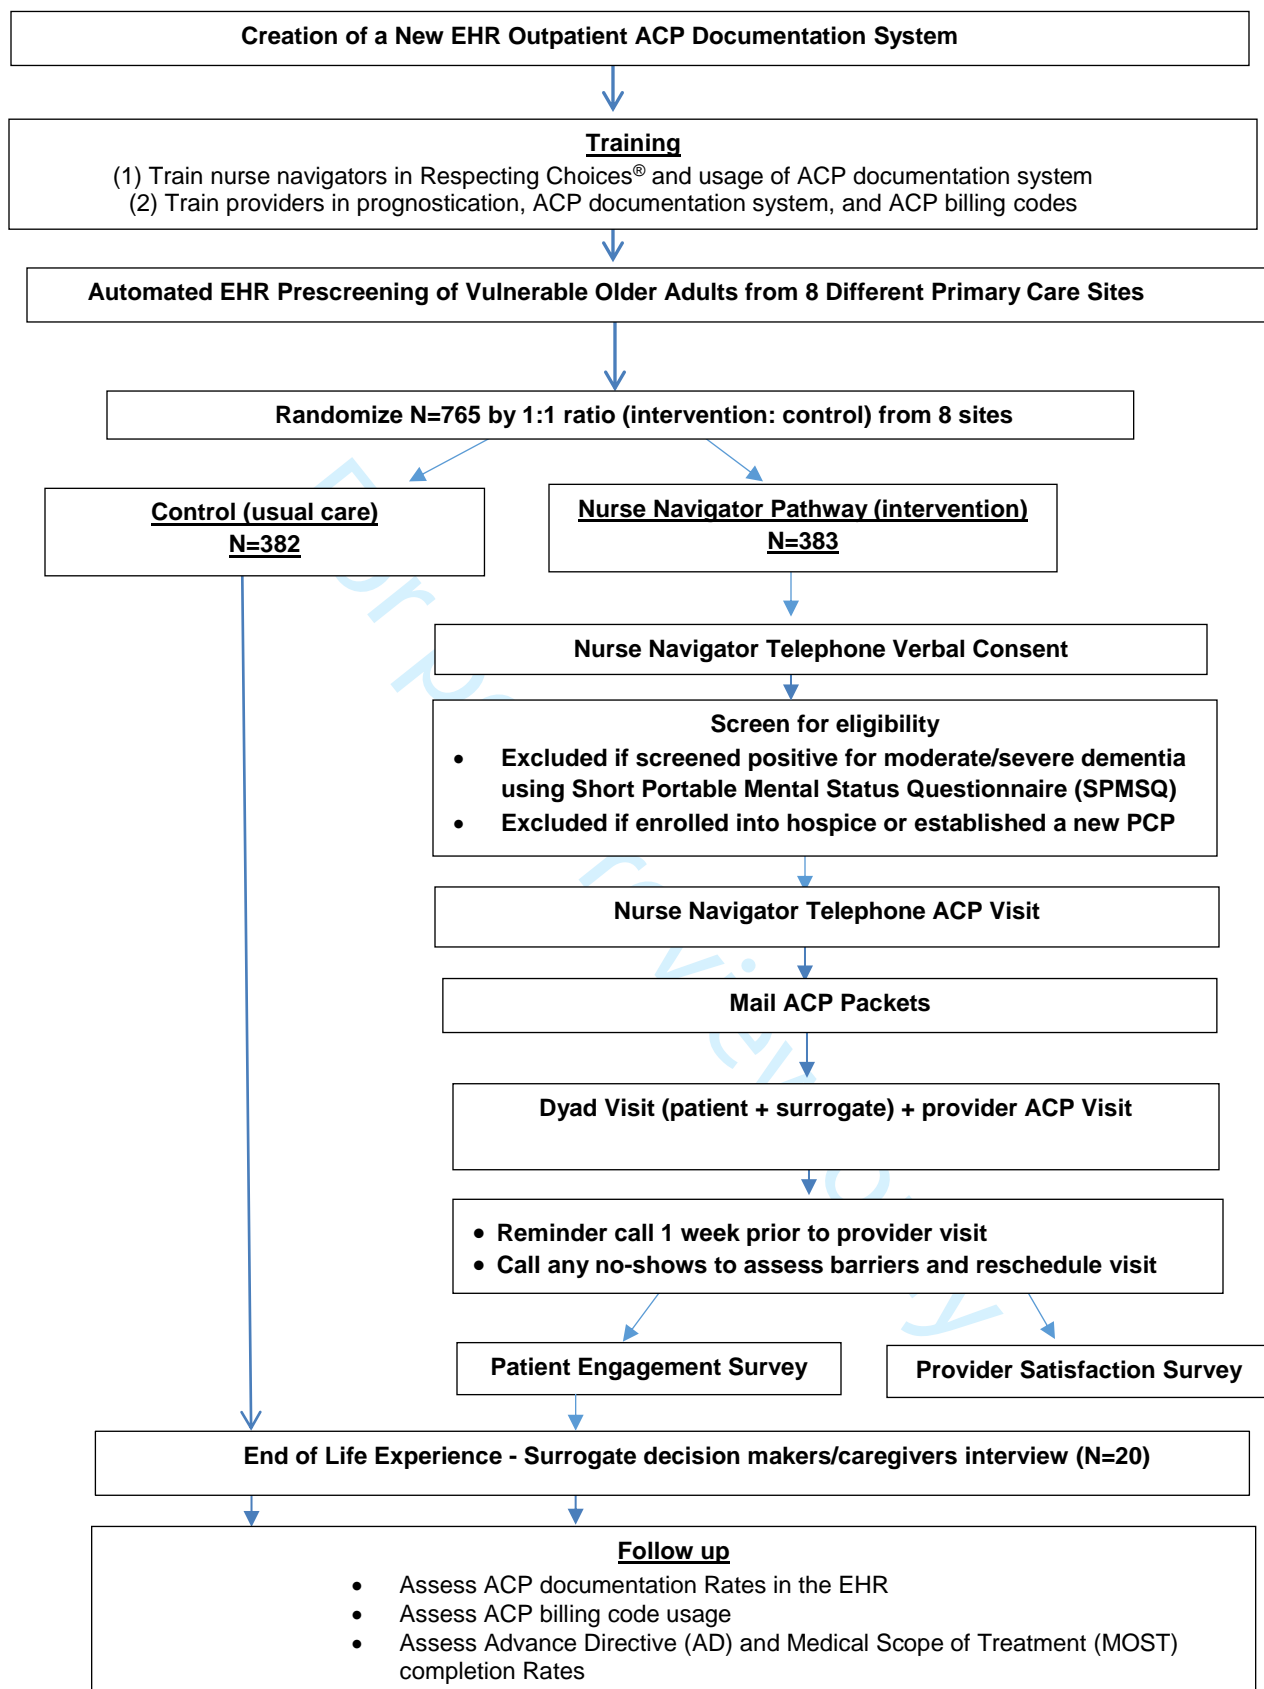 Creation of a New EHR Outpatient ACP Documentation System
Training
(1) Train nurse navigators in Respecting Choices® and usage of ACP documentation system
(2) Train providers in prognostication, ACP documentation system, and ACP billing codes
Automated EHR Prescreening of Vulnerable Older Adults from 8 Different Primary Care Sites
Randomize N=765 by 1:1 ratio (intervention: control) from 8 sites
Control (usual care)
N=382
Nurse Navigator Pathway (intervention)
N=383
Nurse Navigator Telephone Verbal Consent
Screen for eligibility
• Excluded if screened positive for moderate/severe dementia
using Short Portable Mental Status Questionnaire (SPMSQ)
• Excluded if enrolled into hospice or established a new PCP
Nurse Navigator Telephone ACP Visit
Mail ACP Packets
Dyad Visit (patient + surrogate) + provider ACP Visit
• Reminder call 1 week prior to provider visit
• Call any no-shows to assess barriers and reschedule visit
Patient Engagement Survey
Provider Satisfaction Survey
End of Life Experience - Surrogate decision makers/caregivers interview (N=20)
Follow up
• Assess ACP documentation Rates in the EHR
• Assess ACP billing code usage
• Assess Advance Directive (AD) and Medical Scope of Treatment (MOST)
completion Rates
For peer review only